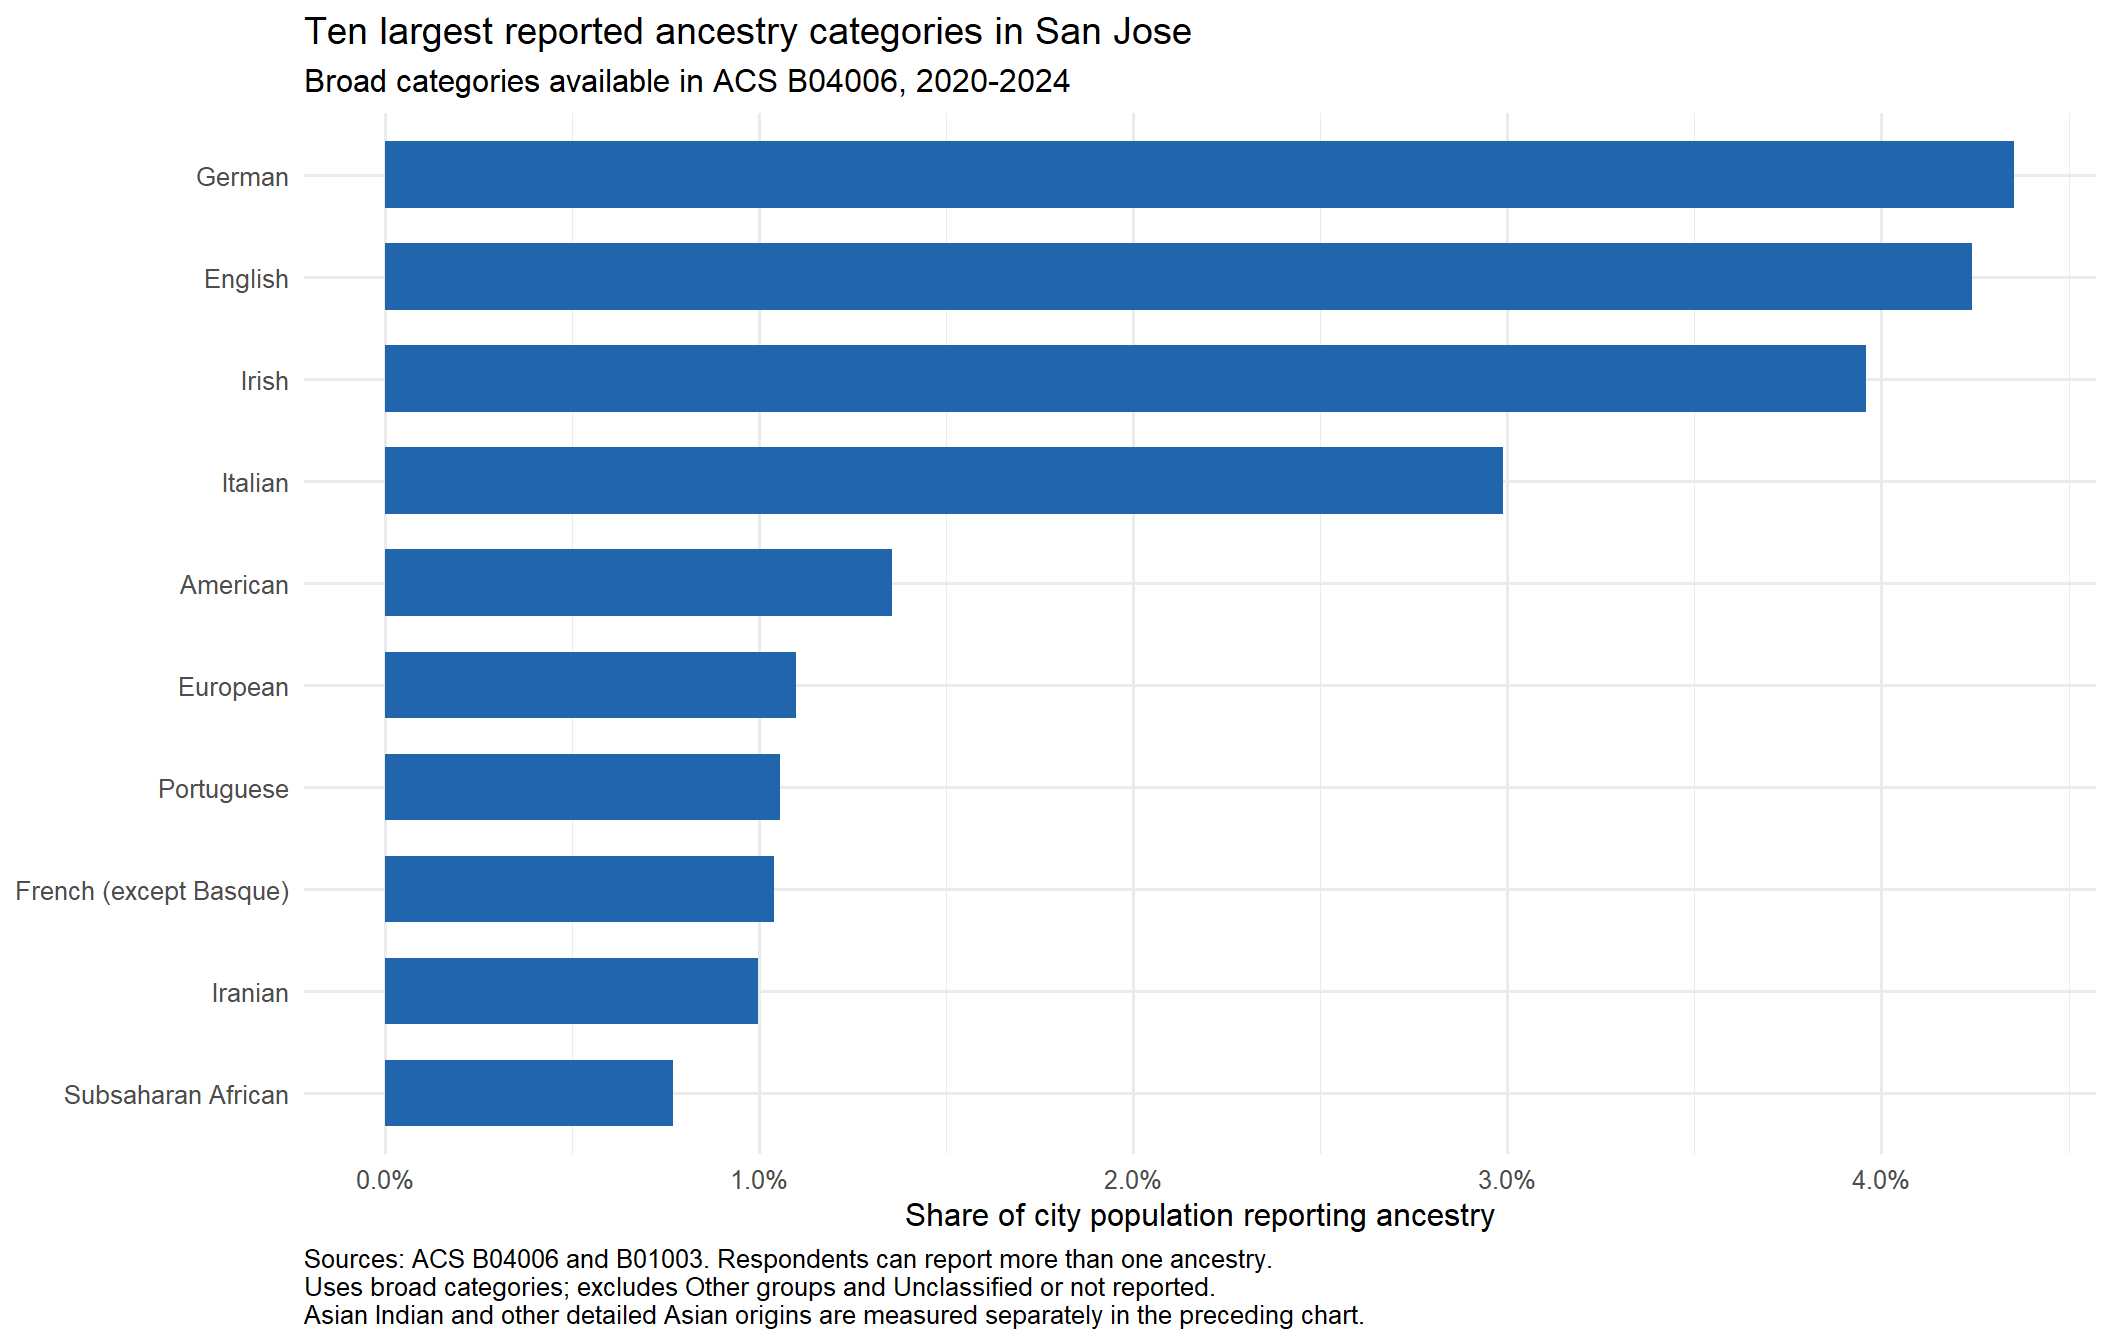 Ten largest reported ancestry categories in San Jose
Broad categories available in ACS B04006, 2020-2024
German
English
Irish
Italian
American
European
Portuguese
French (except Basque)
Iranian
Subsaharan African
0.0%
1.0%
2.0%
3.0%
4.0%
Share of city population reporting ancestry
Sources: ACS B04006 and B01003. Respondents can report more than one ancestry.
Uses broad categories; excludes Other groups and Unclassified or not reported.
Asian Indian and other detailed Asian origins are measured separately in the preceding chart.